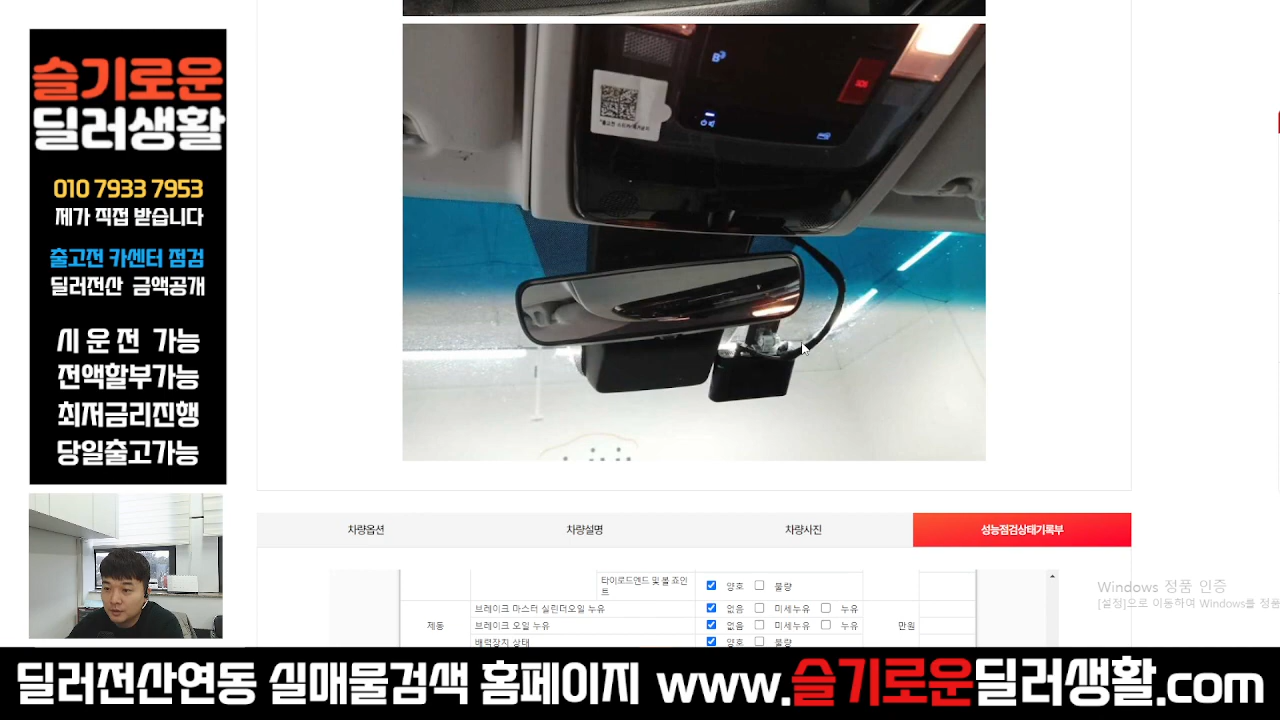 슬기로운
딜러생활
010 7933 7953
제가 직접 받습니다
출고전 카센터 점검
딜러전산 금액공개
시 운 전 가능
전액할부가능
최저금리진행
당일출고가능
차량옵션 차량설명 차량사진 성능점검상태기록부
타이로드엔드 및 볼 죠인트 양호 불량
제동 브레이크 마스터 실린더오일 누유 없음 미세누유 누유 만원
브레이크 오일 누유 없음 미세누유 누유
배력장치 상태 양호 불량
Windows 정품 인증
[설정]으로 이동하여 Windows를 정품
딜러전산연동 실매물검색 홈페이지 www.슬기로운딜러생활.com